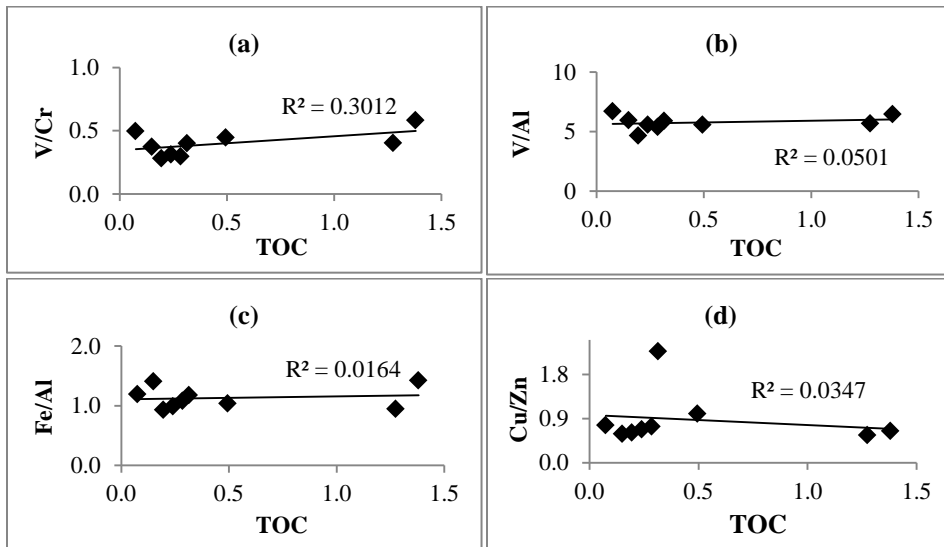 (a)
V/Cr
1.0
0.5
0.0
R² = 0.3012
0.0 0.5 1.0 1.5
TOC
(b)
V/Al
10
5
0
R² = 0.0501
0.0 0.5 1.0 1.5
TOC
(c)
Fe/Al
2.0
1.0
0.0
R² = 0.0164
0.0 0.5 1.0 1.5
TOC
(d)
Cu/Zn
1.8
0.9
0.0
R² = 0.0347
0.0 0.5 1.0 1.5
TOC